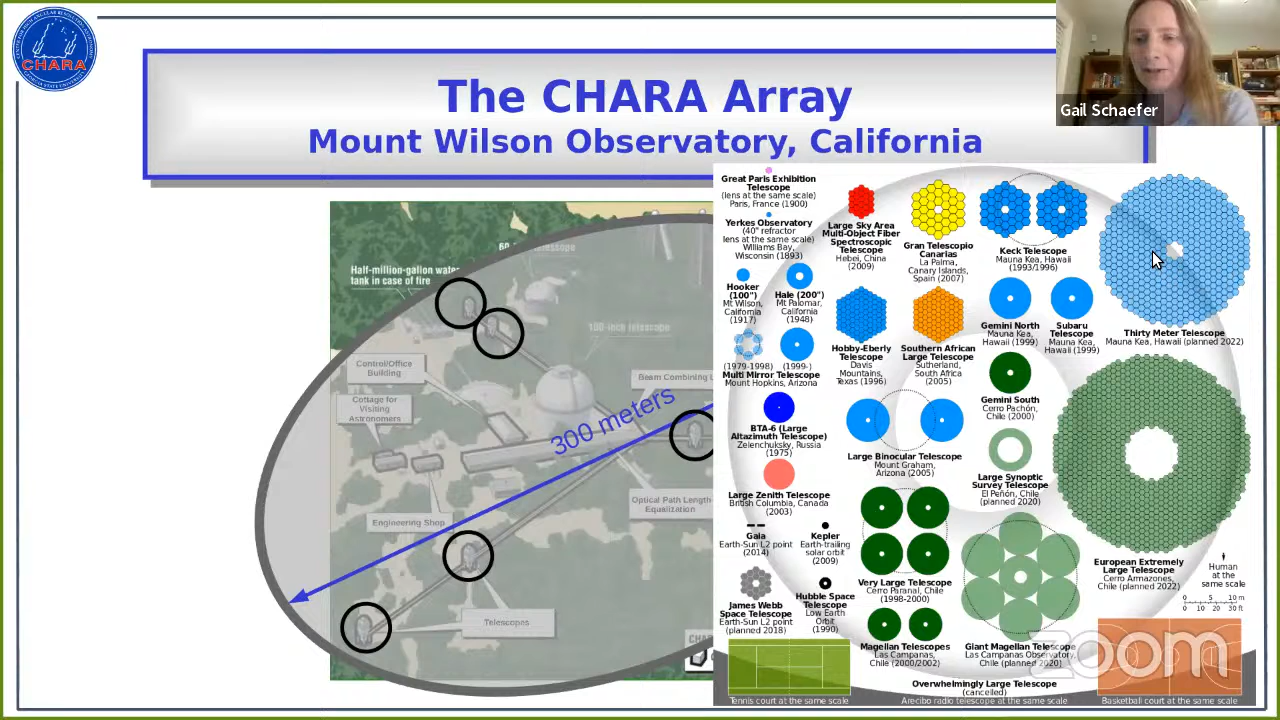 CHARA
The CHARA Array
Mount Wilson Observatory, California
Gail Schaefer
Half-million-gallon water
tank in case of fire
100-inch telescope
Control/Office
Building
Cottage for
Visiting
Astronomers
Beam Combining
300 meters
Optical Path Length
Equalization
Engineering Shop
Telescopes
Great Paris Exhibition
Telescope
(lens at the same scale)
Paris, France (1900)
Yerkes Observatory
(40" refractor
lens at the same scale)
Williams Bay,
Wisconsin (1893)
Large Sky Area
Multi-Object Fiber
Spectroscopic
Telescope
Hebei, China
(2009)
Gran Telescopio
Canarias
La Palma,
Canary Islands,
Spain (2007)
Keck Telescope
Mauna Kea, Hawaii
(1993/1996)
Hooker
(100")
Mt Wilson,
California
(1917)
Hale (200")
Mt Palomar,
California
(1948)
(1979-1998) (1999-)
Multi Mirror Telescope
Mount Hopkins, Arizona
Hobby-Eberly
Telescope
Davis
Mountains,
Texas (1996)
Southern African
Large Telescope
Sutherland,
South Africa
(2005)
Gemini North
Mauna Kea,
Hawaii (1999)
Subaru
Telescope
Mauna Kea,
Hawaii (1999)
Thirty Meter Telescope
Mauna Kea, Hawaii (planned 2022)
Gemini South
Cerro Pachón,
Chile (2000)
BTA-6 (Large
Altazimuth Telescope)
Zelenchuksky, Russia
(1975)
Large Binocular Telescope
Mount Graham,
Arizona (2005)
Large Synoptic
Survey Telescope
El Peñón, Chile
(planned 2020)
Large Zenith Telescope
British Columbia, Canada
(2003)
Gaia
Earth-Sun L2 point
(2014)
Kepler
Earth-trailing
solar orbit
(2009)
Very Large Telescope
Cerro Paranal, Chile
(1998-2000)
European Extremely
Large Telescope
Cerro Armazones,
Chile (planned 2022)
Human
at the
same scale
0 5 10 m
0 10 20 30 ft
James Webb
Space Telescope
Earth-Sun L2 point
(planned 2018)
Hubble Space
Telescope
Low Earth
Orbit
(1990)
Magellan Telescopes
Las Campanas,
Chile (2000/2002)
Giant Magellan Telescope
Las Campanas Observatory,
Chile (planned 2020)
Overwhelmingly Large Telescope
(cancelled)
Tennis court at the same scale
Arecibo radio telescope at the same scale
Basketball court at the same scale
zoom